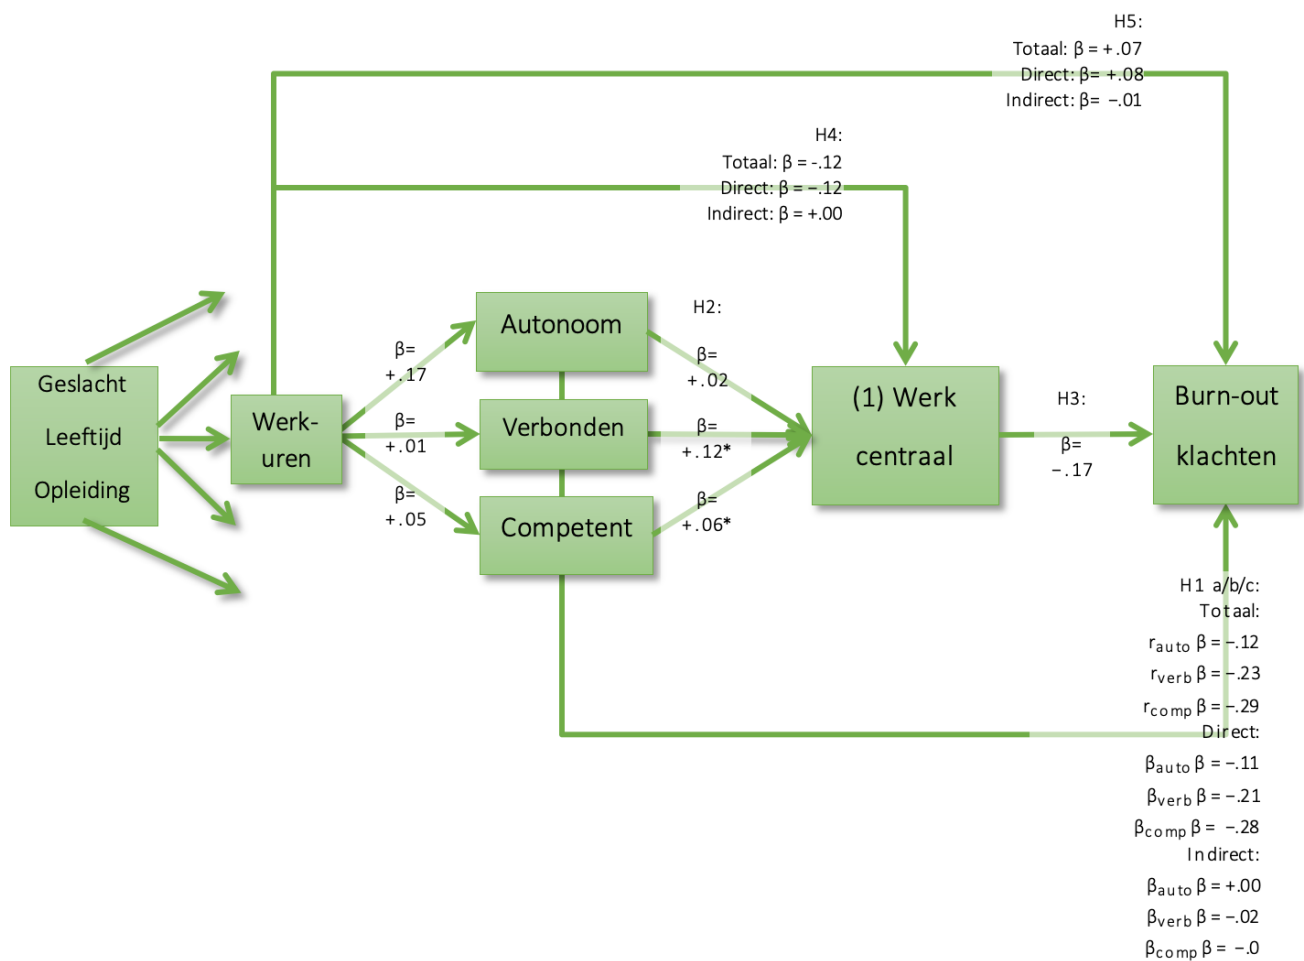 H5:
Totaal: β = +.07
Direct: β= +.08
Indirect: β= −.01
H4:
Totaal: β = -.12
Direct: β = −.12
Indirect: β = +.00
Geslacht
Leeftijd
Opleiding
Werk-
uren
β=
+.17
β=
+.01
β=
+.05
Autonoom
Verbonden
Competent
H2:
β=
+.02
β=
+.12*
β=
+.06*
(1) Werk
centraal
H3:
β=
−.17
Burn-out
klachten
H1 a/b/c:
Totaal:
rauto β = −.12
rverb β = −.23
rcomp β = −.29
Direct:
βauto β = −.11
βverb β = −.21
βcomp β = −.28
Indirect:
βauto β = +.00
βverb β = −.02
βcomp β = −.0